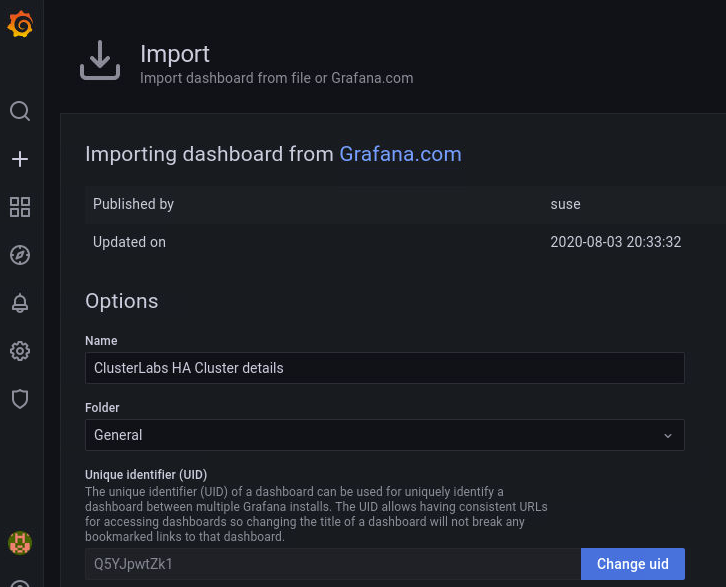 Import
Import dashboard from file or Grafana.com
Importing dashboard from Grafana.com
Published by suse
Updated on 2020-08-03 20:33:32
Options
Name
ClusterLabs HA Cluster details
Folder
General
Unique identifier (UID)
The unique identifier (UID) of a dashboard can be used for uniquely identify a
dashboard between multiple Grafana installs. The UID allows having consistent URLs
for accessing dashboards so changing the title of a dashboard will not break any
bookmarked links to that dashboard.
Q5YJpwtZk1 Change uid